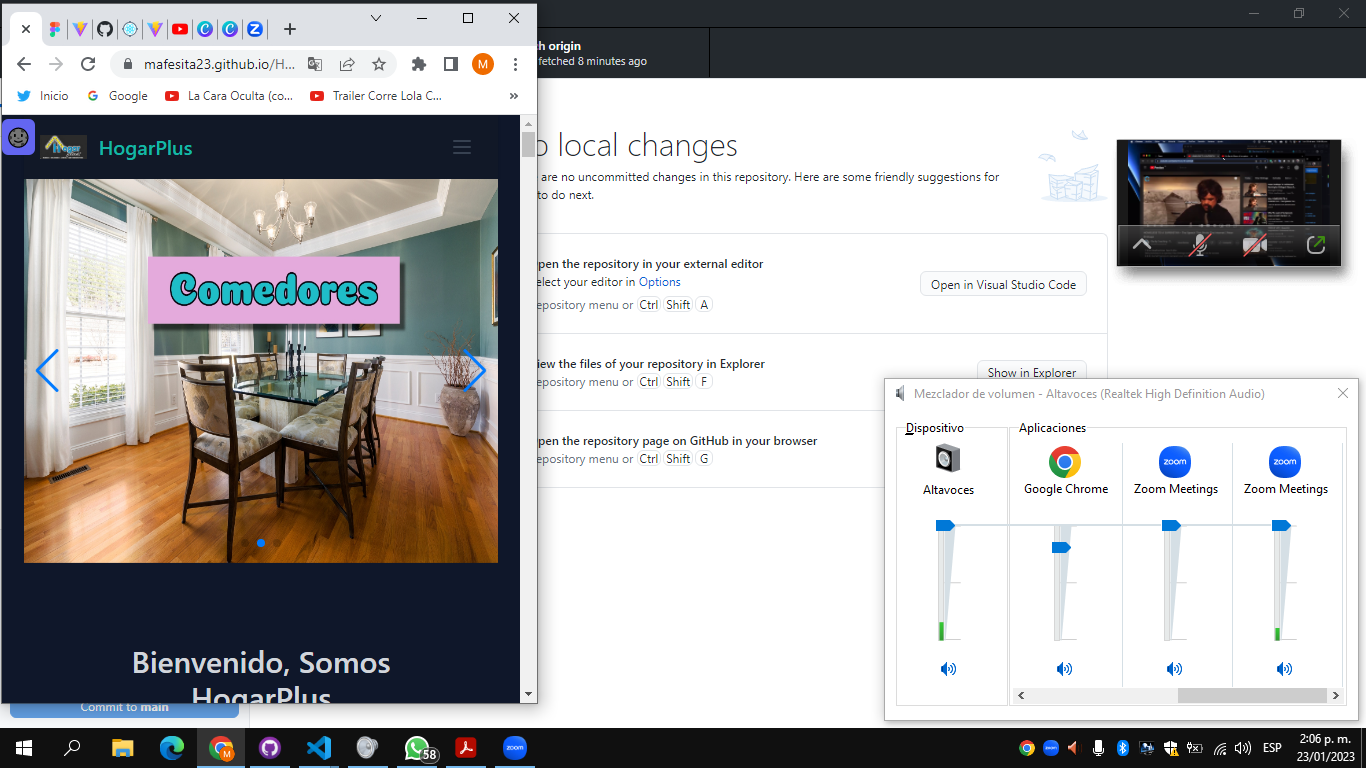 mafesita23.github.io/H...
M
Inicio
Google
La Cara Oculta (co...
Trailer Corre Lola C...
»
HogarPlus
Comedores
Bienvenido, Somos
HogarPlus
Commit to main
h origin
fetched 8 minutes ago
o local changes
are no uncommitted changes in this repository. Here are some friendly suggestions for
to do next.
pen the repository in your external editor
elect your editor in Options
epository menu or Ctrl Shift A
Open in Visual Studio Code
iew the files of your repository in Explorer
epository menu or Ctrl Shift F
Show in Explorer
pen the repository page on GitHub in your browser
epository menu or Ctrl Shift G
Mezclador de volumen - Altavoces (Realtek High Definition Audio)
Dispositivo
Aplicaciones
Altavoces
Google Chrome
zoom
Zoom Meetings
zoom
Zoom Meetings
M
58
zoom
ESP
2:06 p. m.
23/01/2023